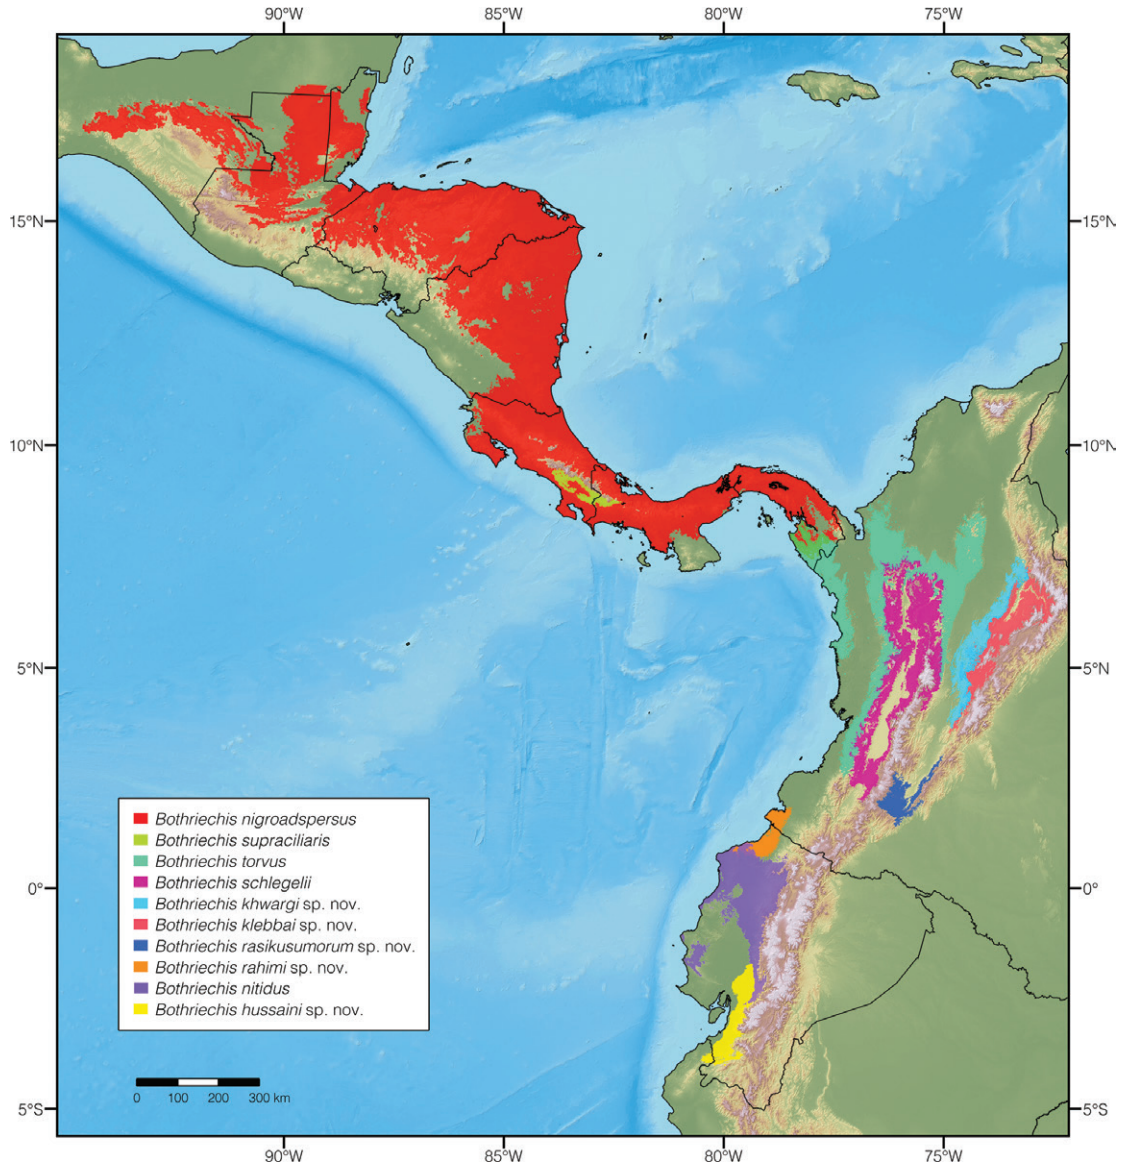 90°W 85°W 80°W 75°W
15°N 15°N
10°N 10°N
5°N 5°N
Bothriechis nigroadspersus
Bothriechis supraciliaris
Bothriechis torvus
Bothriechis schlegelii
Bothriechis khwargi sp. nov.
Bothriechis klebbai sp. nov.
Bothriechis rasikusumorum sp. nov.
Bothriechis rahimi sp. nov.
Bothriechis nitidus
Bothriechis hussaini sp. nov.
0° 0°
0 100 200 300 km
5°S 5°S
90°W 85°W 80°W 75°W